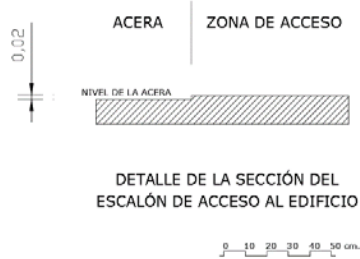 ACERA
ZONA DE ACCESO
0,02
NIVEL DE LA ACERA
DETALLE DE LA SECCIÓN DEL
ESCALÓN DE ACCESO AL EDIFICIO
0 10 20 30 40 50 cm.